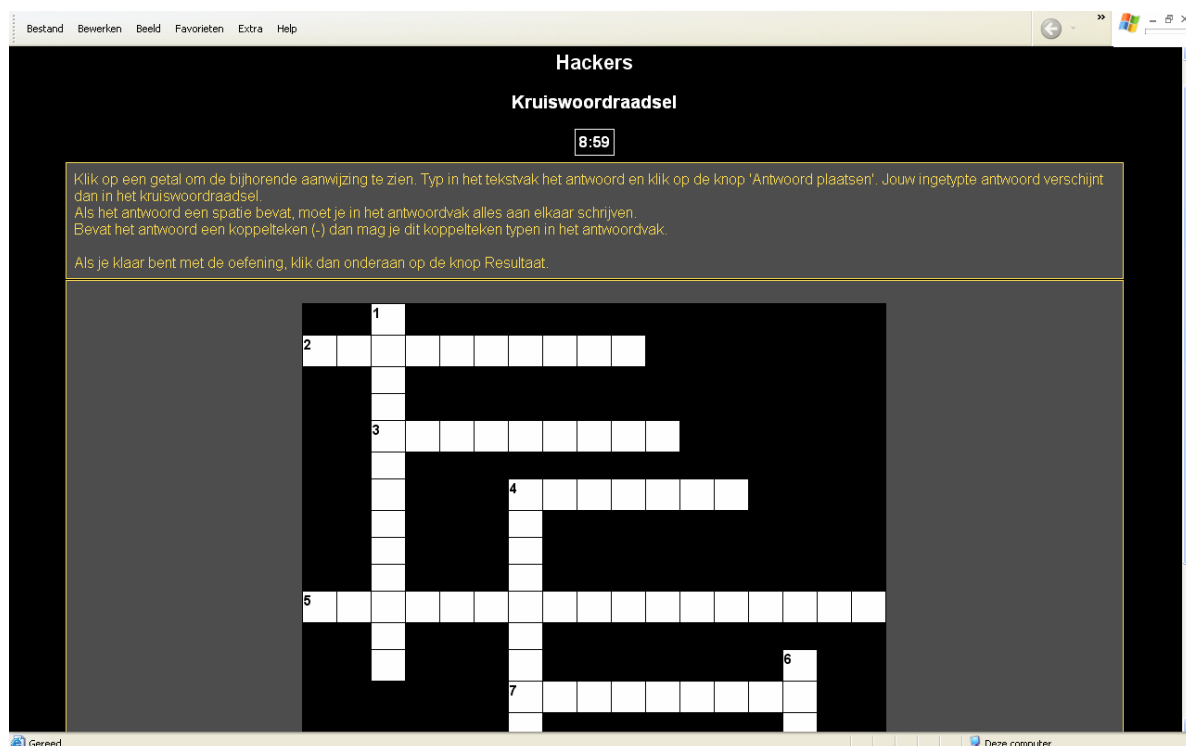 Bestand Bewerken Beeld Favorieten Extra Help
Hackers
Kruiswoordraadsel
8:59
Klik op een getal om de bijhorende aanwijzing te zien. Typ in het tekstvak het antwoord en klik op de knop 'Antwoord plaatsen'. Jouw ingetypte antwoord verschijnt
dan in het kruiswoordraadsel.
Als het antwoord een spatie bevat, moet je in het antwoordvak alles aan elkaar schrijven.
Bevat het antwoord een koppelteken (-) dan mag je dit koppelteken typen in het antwoordvak.
Als je klaar bent met de oefening, klik dan onderaan op de knop Resultaat.
1
2
3
4
5
6
7
Gereed Deze computer